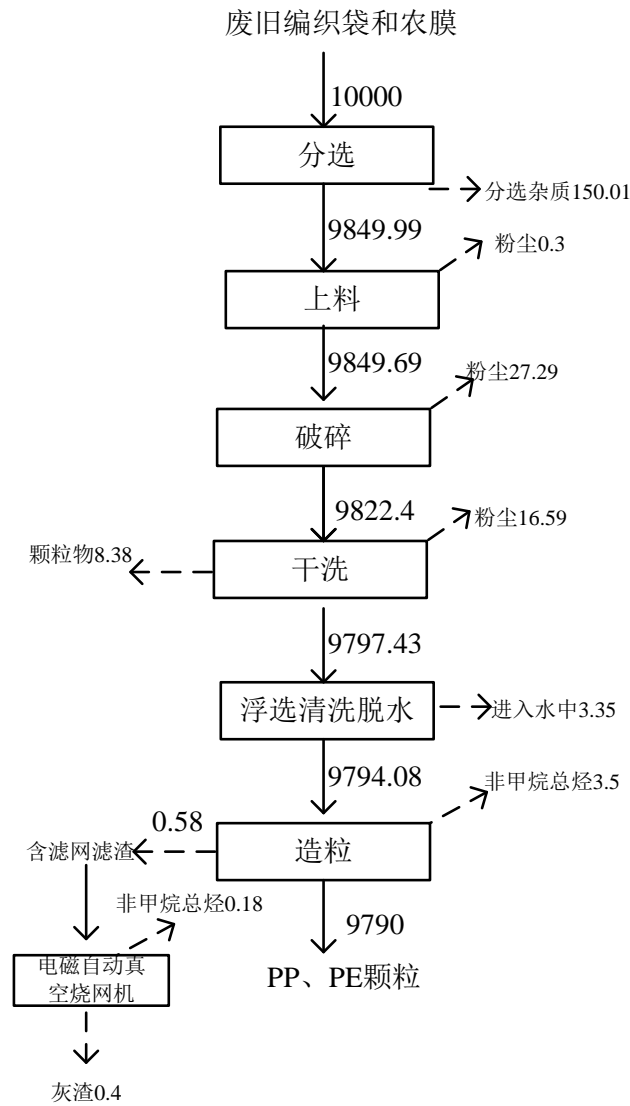 废旧编织袋和农膜
10000
分选
分选杂质150.01
9849.99
粉尘0.3
上料
9849.69
粉尘27.29
破碎
9822.4
粉尘16.59
颗粒物8.38
干洗
9797.43
浮选清洗脱水
进入水中3.35
9794.08
非甲烷总烃3.5
0.58
造粒
含滤网滤渣
非甲烷总烃0.18
9790
电磁自动真
空烧网机
PP、PE颗粒
灰渣0.4